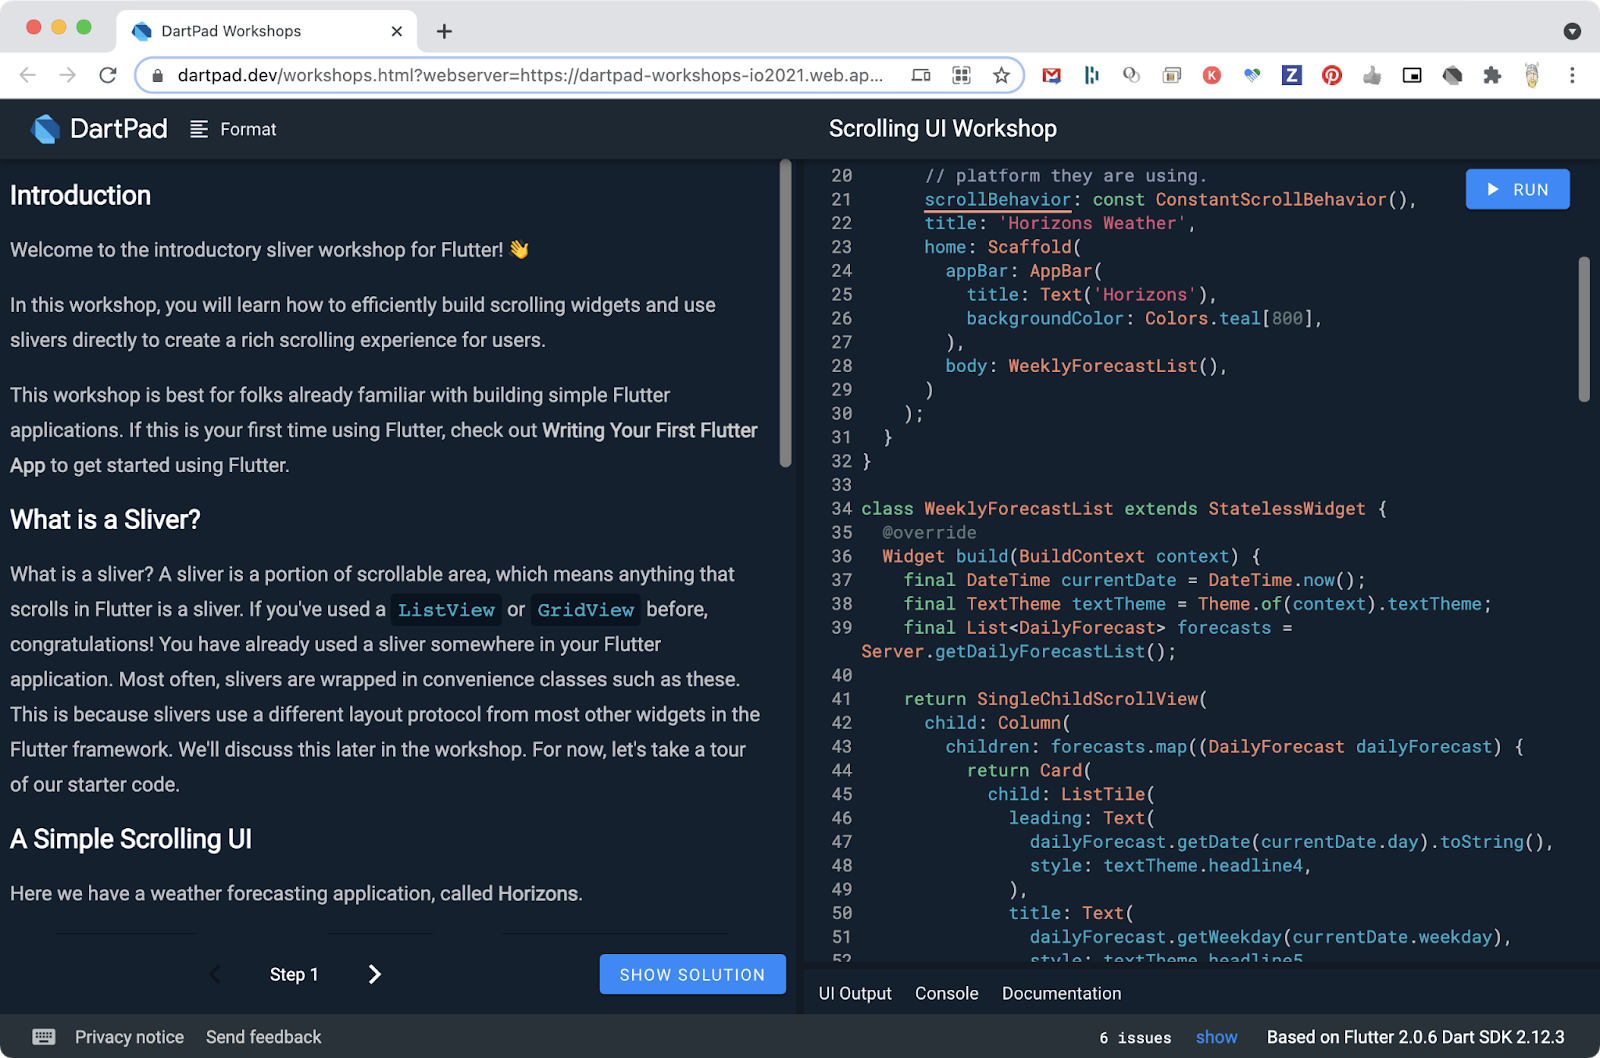 DartPad Workshops
dartpad.dev/workshops.html?webserver=https://dartpad-workshops-io2021.web.ap...
DartPad
Format
Scrolling UI Workshop
Introduction
Welcome to the introductory sliver workshop for Flutter! 👋
In this workshop, you will learn how to efficiently build scrolling widgets and use
slivers directly to create a rich scrolling experience for users.
This workshop is best for folks already familiar with building simple Flutter
applications. If this is your first time using Flutter, check out Writing Your First Flutter
App to get started using Flutter.
What is a Sliver?
What is a sliver? A sliver is a portion of scrollable area, which means anything that
scrolls in Flutter is a sliver. If you've used a ListView or GridView before,
congratulations! You have already used a sliver somewhere in your Flutter
application. Most often, slivers are wrapped in convenience classes such as these.
This is because slivers use a different layout protocol from most other widgets in the
Flutter framework. We'll discuss this later in the workshop. For now, let's take a tour
of our starter code.
A Simple Scrolling UI
Here we have a weather forecasting application, called Horizons.
Step 1
SHOW SOLUTION
RUN
20 // platform they are using.
21 scrollBehavior: const ConstantScrollBehavior(),
22 title: 'Horizons Weather',
23 home: Scaffold(
24 appBar: AppBar(
25 title: Text('Horizons'),
26 backgroundColor: Colors.teal[800],
27 ),
28 body: WeeklyForecastList(),
29 )
30 );
31 }
32 }
33
34 class WeeklyForecastList extends StatelessWidget {
35 @override
36 Widget build(BuildContext context) {
37 final DateTime currentDate = DateTime.now();
38 final TextTheme textTheme = Theme.of(context).textTheme;
39 final List<DailyForecast> forecasts =
Server.getDailyForecastList();
40
41 return SingleChildScrollView(
42 child: Column(
43 children: forecasts.map((DailyForecast dailyForecast) {
44 return Card(
45 child: ListTile(
46 leading: Text(
47 dailyForecast.getDate(currentDate.day).toString(),
48 style: textTheme.headline4,
49 ),
50 title: Text(
51 dailyForecast.getWeekday(currentDate.weekday),
52 style: textTheme.headline5
UI Output
Console
Documentation
Privacy notice
Send feedback
6 issues
show
Based on Flutter 2.0.6 Dart SDK 2.12.3